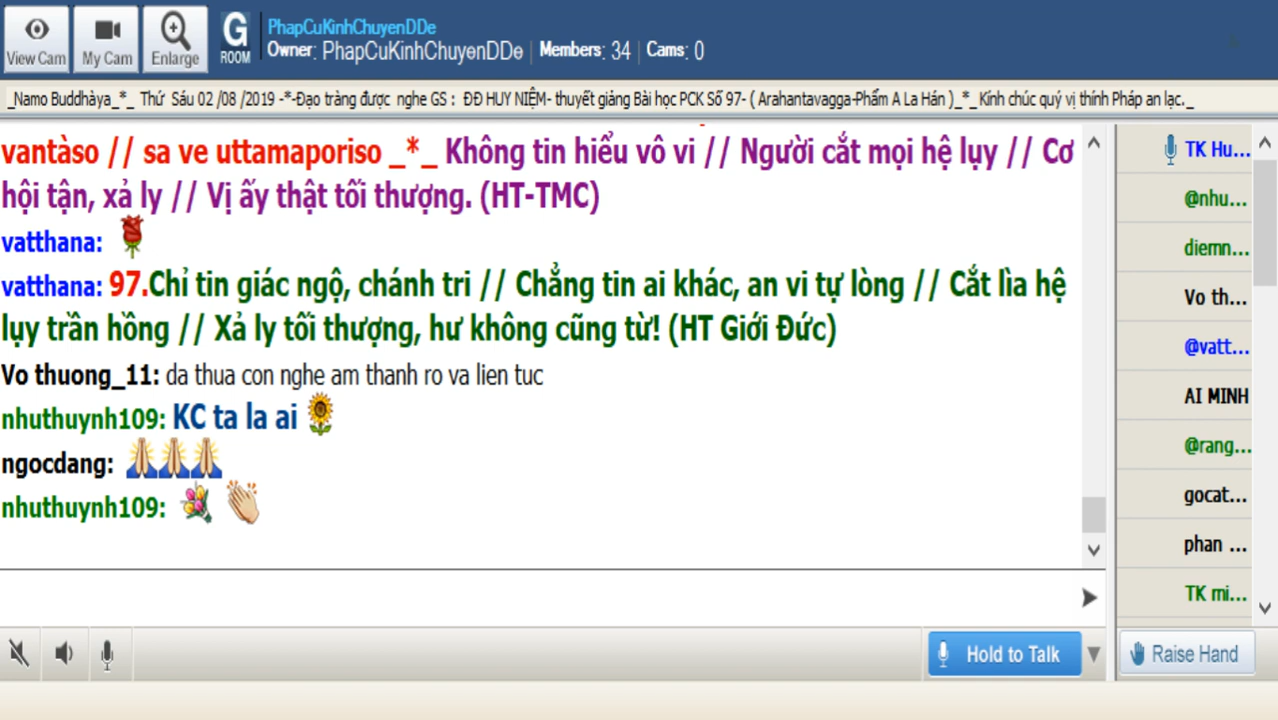 View Cam
My Cam
Enlarge
G
ROOM
PhapCuKinhChuyenDDe
Owner: PhapCuKinhChuyenDDe | Members: 34 | Cams: 0
_Namo Buddhàya_*_ Thứ Sáu 02 /08 /2019 -*-Đạo tràng được nghe GS : ĐĐ HUY NIỆM- thuyết giảng Bài học PCK Số 97- ( Arahantavagga-Phẩm A La Hán )_*_ Kính chúc quý vị thính Pháp an lạc._
vantàso // sa ve uttamaporiso _*_ Không tin hiểu vô vi // Người cắt mọi hệ lụy // Cơ
hội tận, xả ly // Vị ấy thật tối thượng. (HT-TMC)
vatthana:
vatthana: 97.Chỉ tin giác ngộ, chánh tri // Chẳng tin ai khác, an vi tự lòng // Cắt lìa hệ
lụy trần hồng // Xả ly tối thượng, hư không cũng từ! (HT Giới Đức)
Vo thuong_11: da thua con nghe am thanh ro va lien tuc
nhuthuynh109: KC ta la ai
ngocdang:
nhuthuynh109:
TK Hu...
@nhu...
diemn...
Vo th...
@vatt...
AI MINH
@rang...
gocat...
phan ...
TK mi...
Hold to Talk
Raise Hand